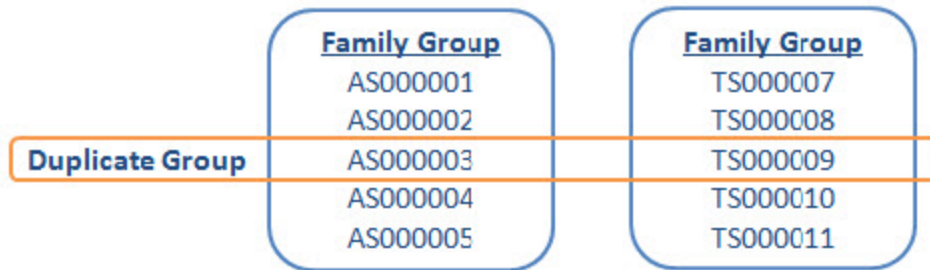 Family Group
AS000001
AS000002
AS000003
AS000004
AS000005
Family Group
TS000007
TS000008
TS000009
TS000010
TS000011
Duplicate Group